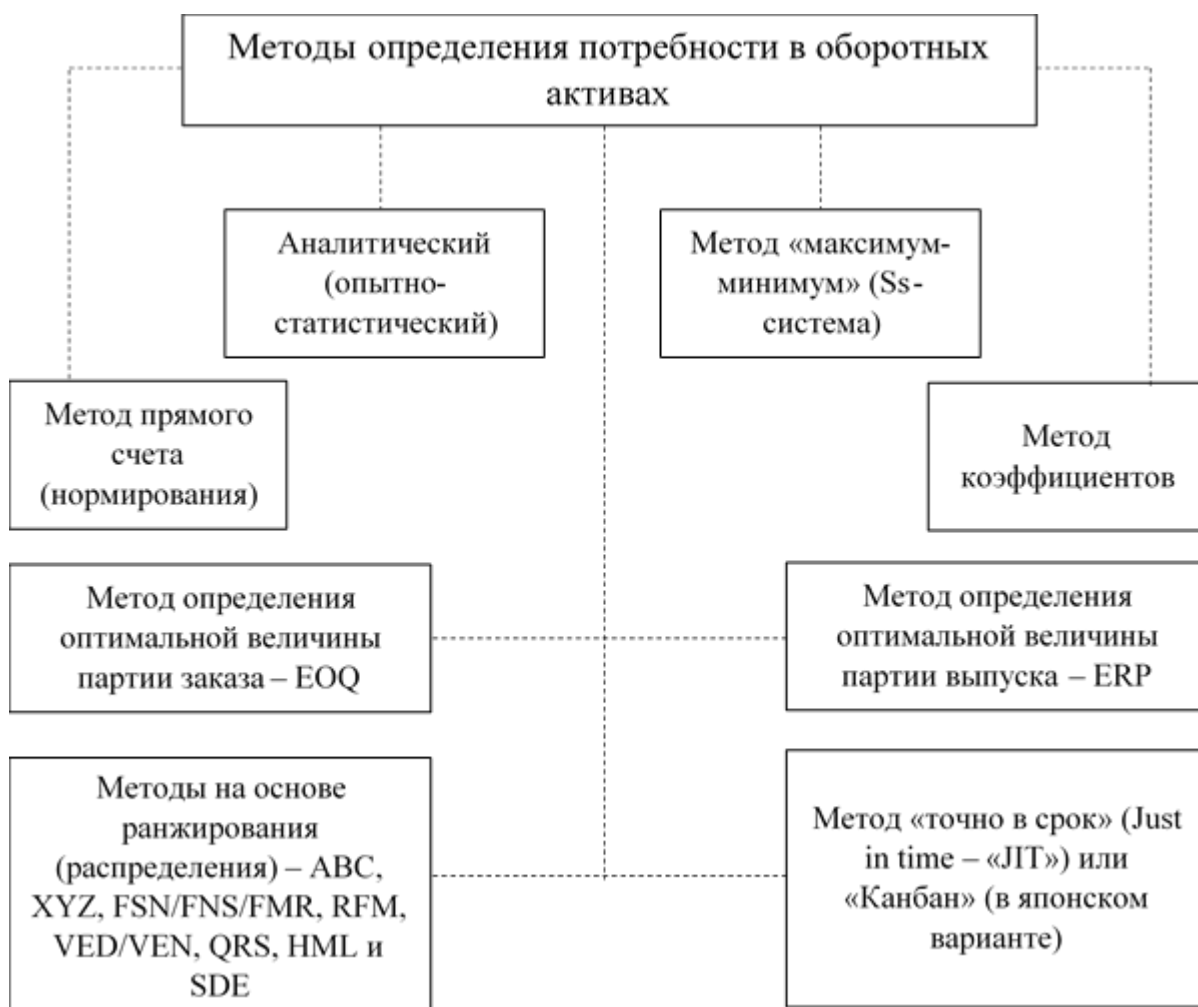 Методы определения потребности в оборотных
активах
Аналитический
(опытно-
статистический)
Метод «максимум-
минимум» (Ss-
система)
Метод прямого
счета
(нормирования)
Метод
коэффициентов
Метод определения
оптимальной величины
партии заказа – EOQ
Метод определения
оптимальной величины
партии выпуска – ERP
Методы на основе
ранжирования
(распределения) – ABC,
XYZ, FSN/FNS/FMR, RFM,
VED/VEN, QRS, HML и
SDE
Метод «точно в срок» (Just
in time – «JIT») или
«Канбан» (в японском
варианте)